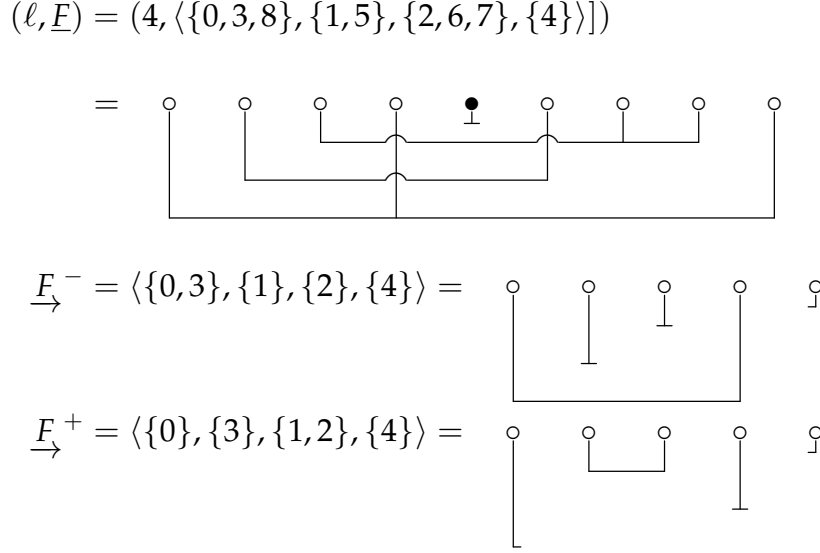 (ℓ, F) = (4, ⟨{0, 3, 8}, {1, 5}, {2, 6, 7}, {4}⟩])
=
F⁻ = ⟨{0, 3}, {1}, {2}, {4}⟩ =
F⁺ = ⟨{0}, {3}, {1, 2}, {4}⟩ =